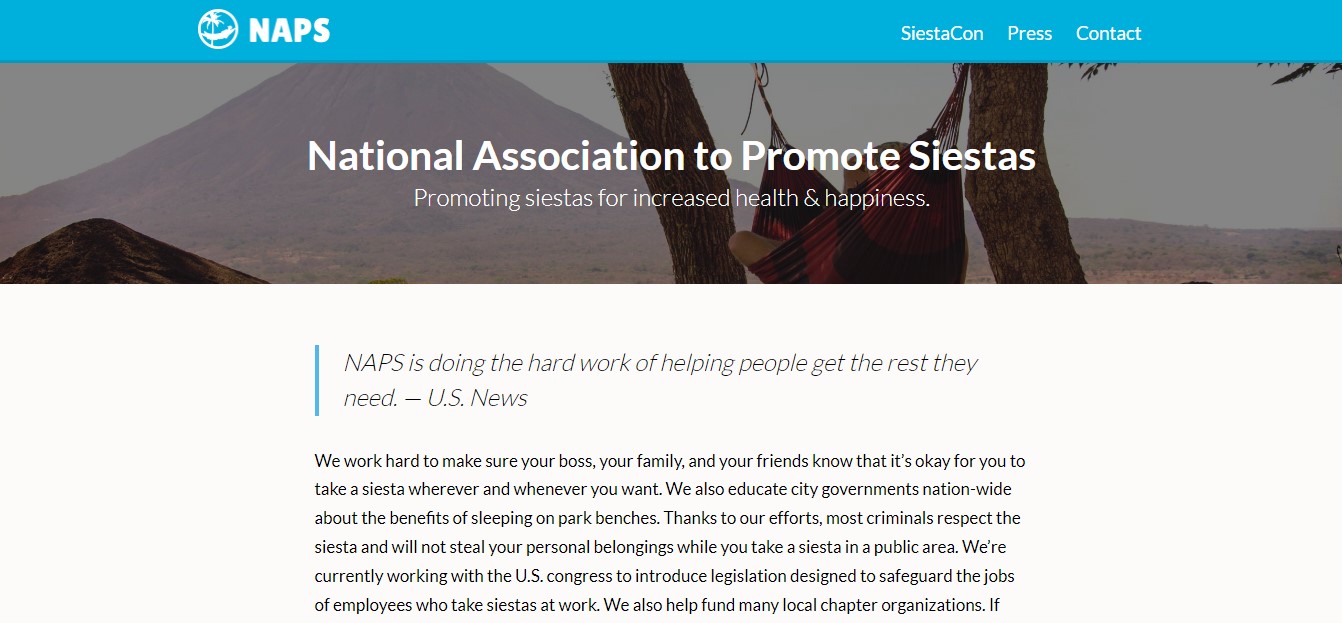 NAPS
SiestaCon
Press
Contact
National Association to Promote Siestas
Promoting siestas for increased health & happiness.
NAPS is doing the hard work of helping people get the rest they
need. — U.S. News
We work hard to make sure your boss, your family, and your friends know that it’s okay for you to
take a siesta wherever and whenever you want. We also educate city governments nation-wide
about the benefits of sleeping on park benches. Thanks to our efforts, most criminals respect the
siesta and will not steal your personal belongings while you take a siesta in a public area. We’re
currently working with the U.S. congress to introduce legislation designed to safeguard the jobs
of employees who take siestas at work. We also help fund many local chapter organizations. If